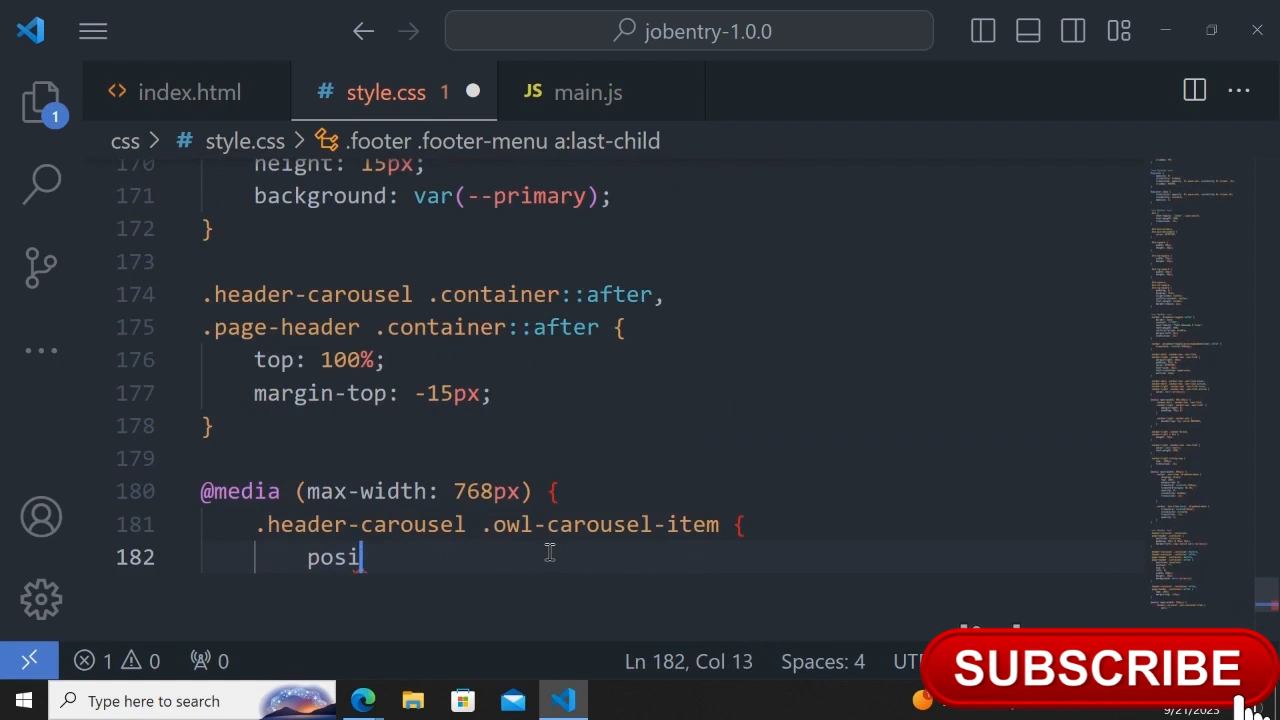 jobentry-1.0.0
index.html
style.css 1
JS main.js
1
css > # style.css > .footer .footer-menu a:last-child
170 height: 15px;
171 background: var(--primary);
172 }
173
174 .header-carousel .container::after,
175 .page-header .container::after {
176 top: 100%;
177 margin-top: -15px;
178 }
179
180 @media (max-width: px)
181 .header-carousel .owl-carousel-item
182 posi
1 0 0
Ln 182, Col 13
Spaces: 4
SUBSCRIBE
Type here to search
9/21/2023